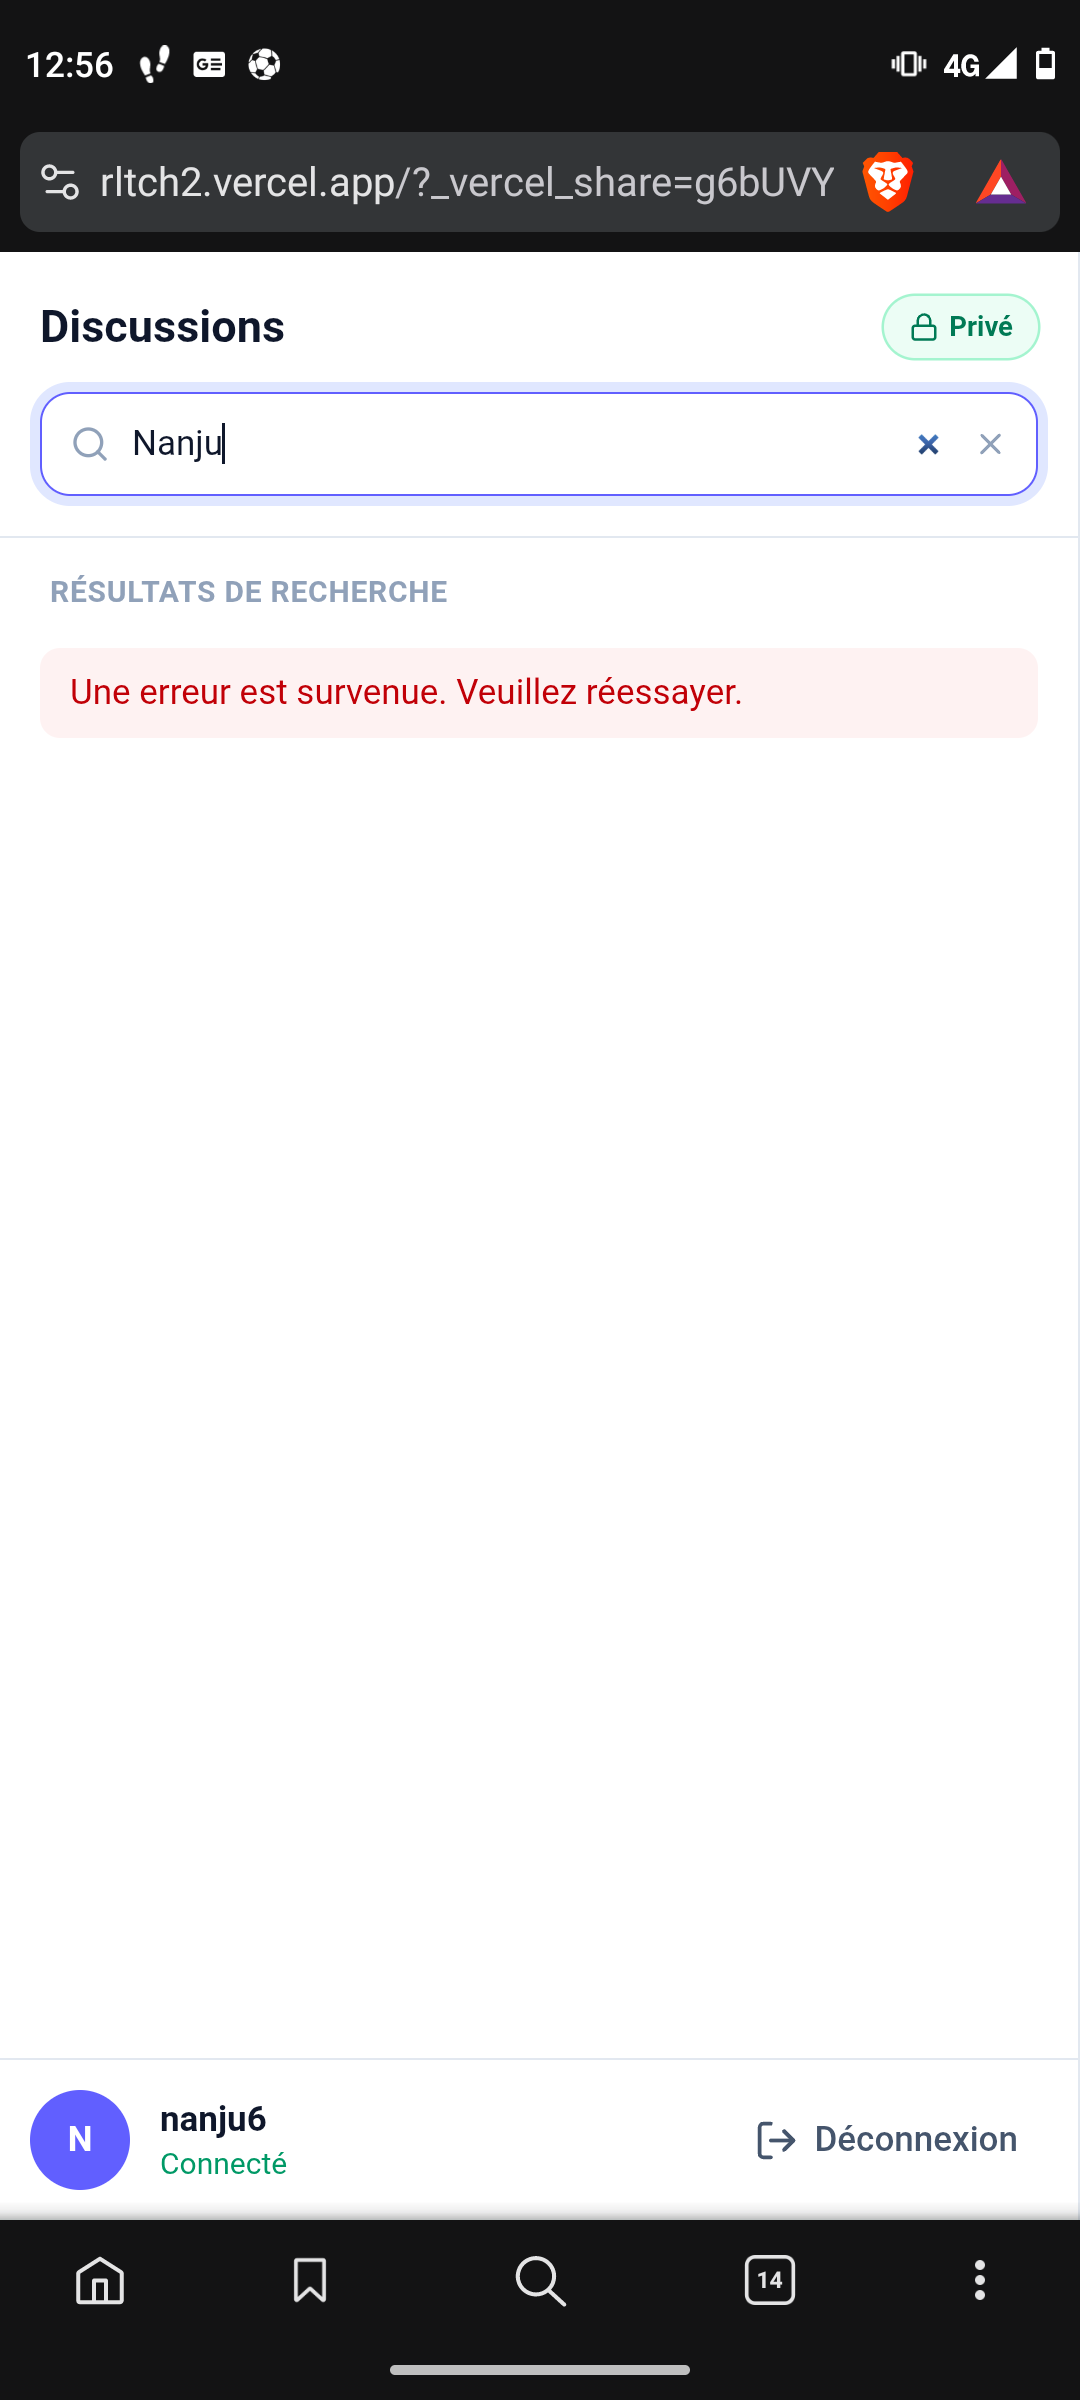 12:56
4G
rltch2.vercel.app/?_vercel_share=g6bUVY
Discussions
Privé
Nanju
RÉSULTATS DE RECHERCHE
Une erreur est survenue. Veuillez réessayer.
N
nanju6
Connecté
Déconnexion
14